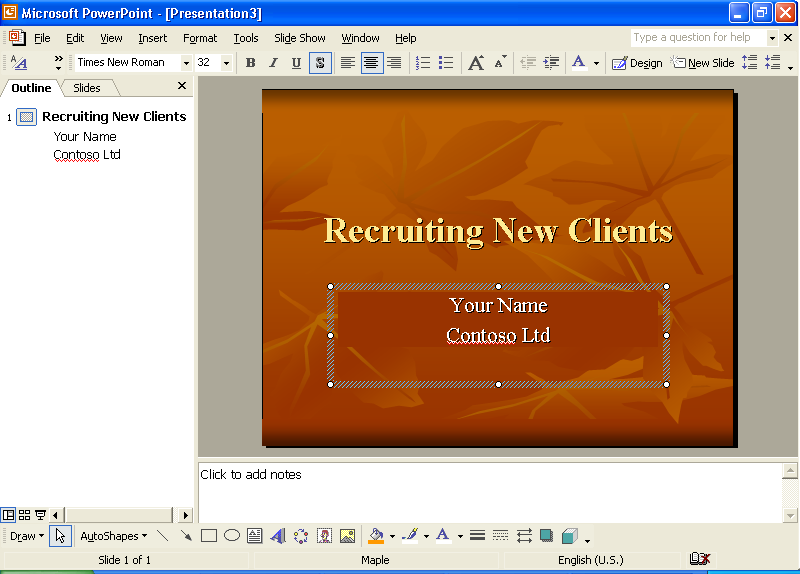 Microsoft PowerPoint - [Presentation3]
File Edit View Insert Format Tools Slide Show Window Help Type a question for help
Times New Roman 32 B I U S Design New Slide
Outline Slides
1 Recruiting New Clients
Your Name
Contoso Ltd
Recruiting New Clients
Your Name
Contoso Ltd
Click to add notes
Draw AutoShapes
Slide 1 of 1 Maple English (U.S.)